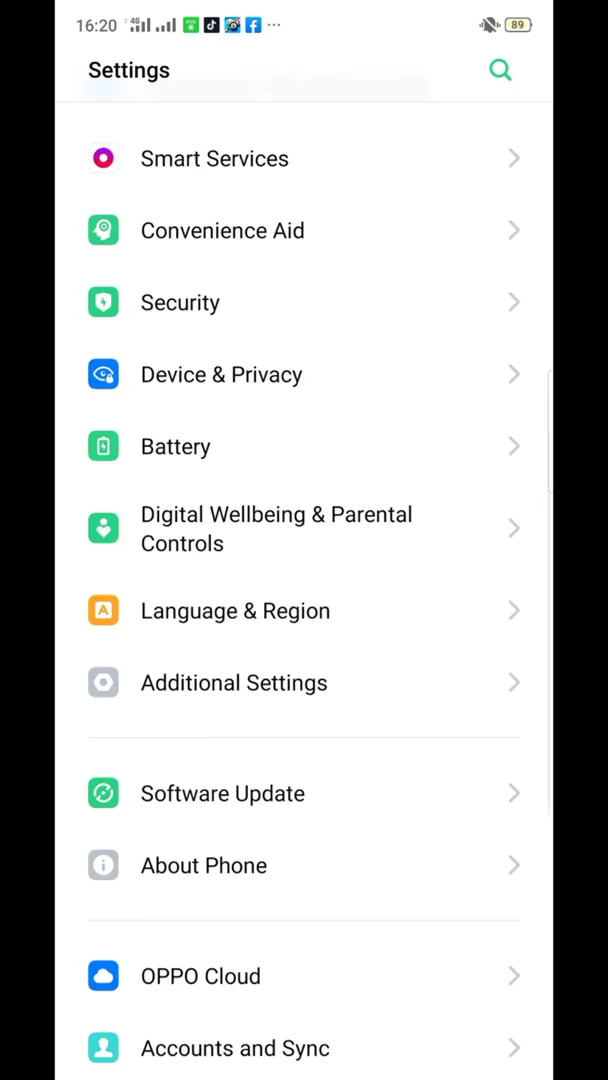 16:20 4G 89
Settings
Smart Services
Convenience Aid
Security
Device & Privacy
Battery
Digital Wellbeing & Parental
Controls
Language & Region
Additional Settings
Software Update
About Phone
OPPO Cloud
Accounts and Sync